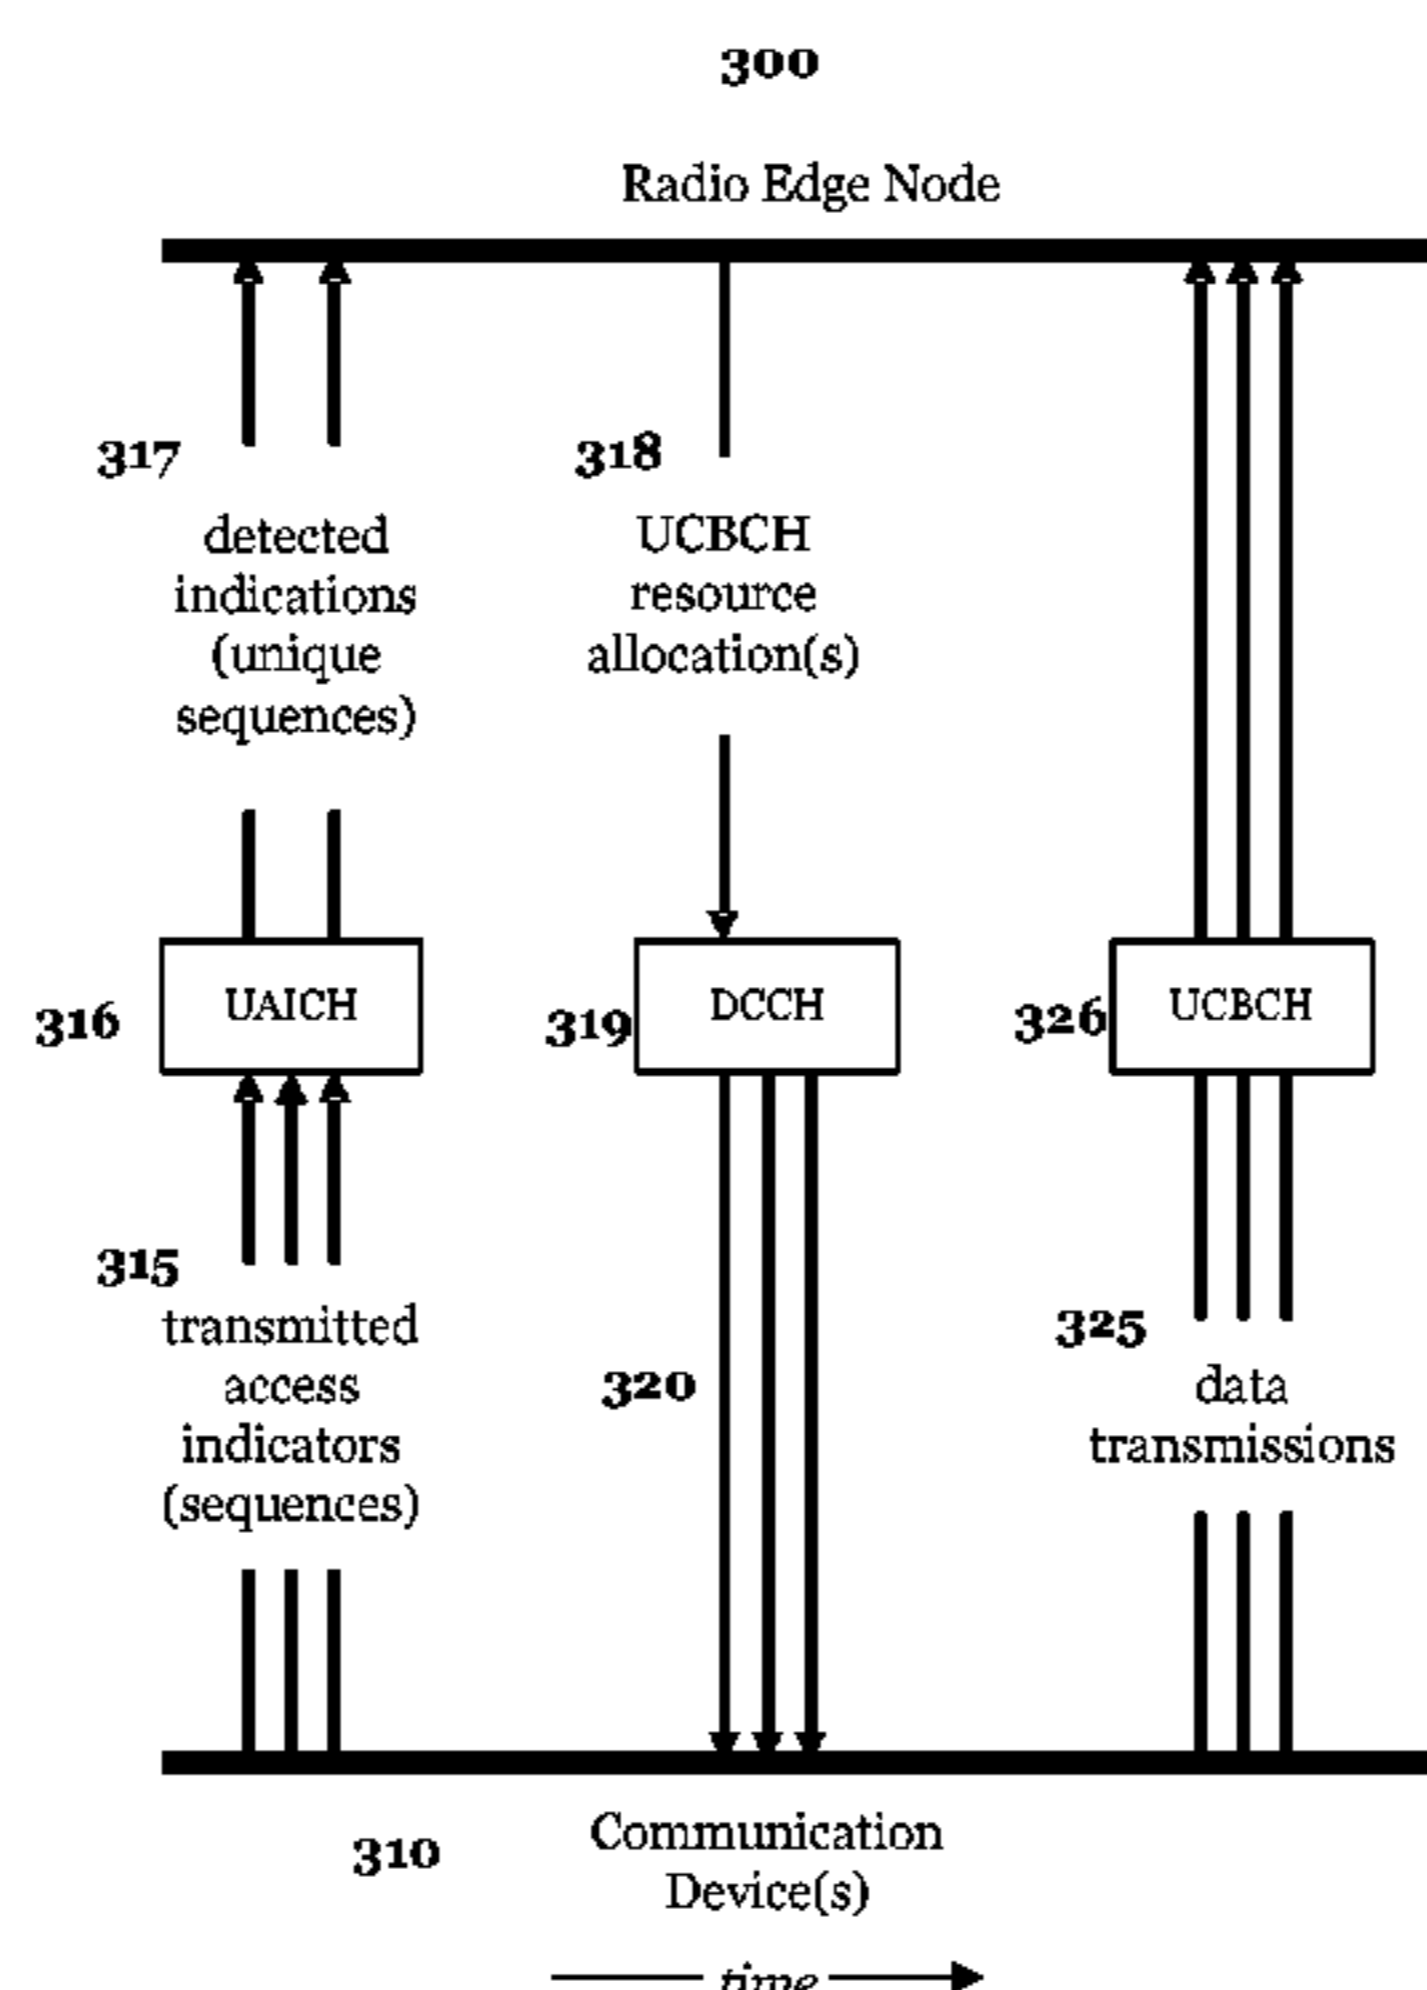 300
Radio Edge Node
317
318
detected
indications
(unique
sequences)
UCBCH
resource
allocation(s)
316
UAICH
319
DCCH
326
UCBCH
315
transmitted
access
indicators
(sequences)
320
325
data
transmissions
310
Communication
Device(s)
time